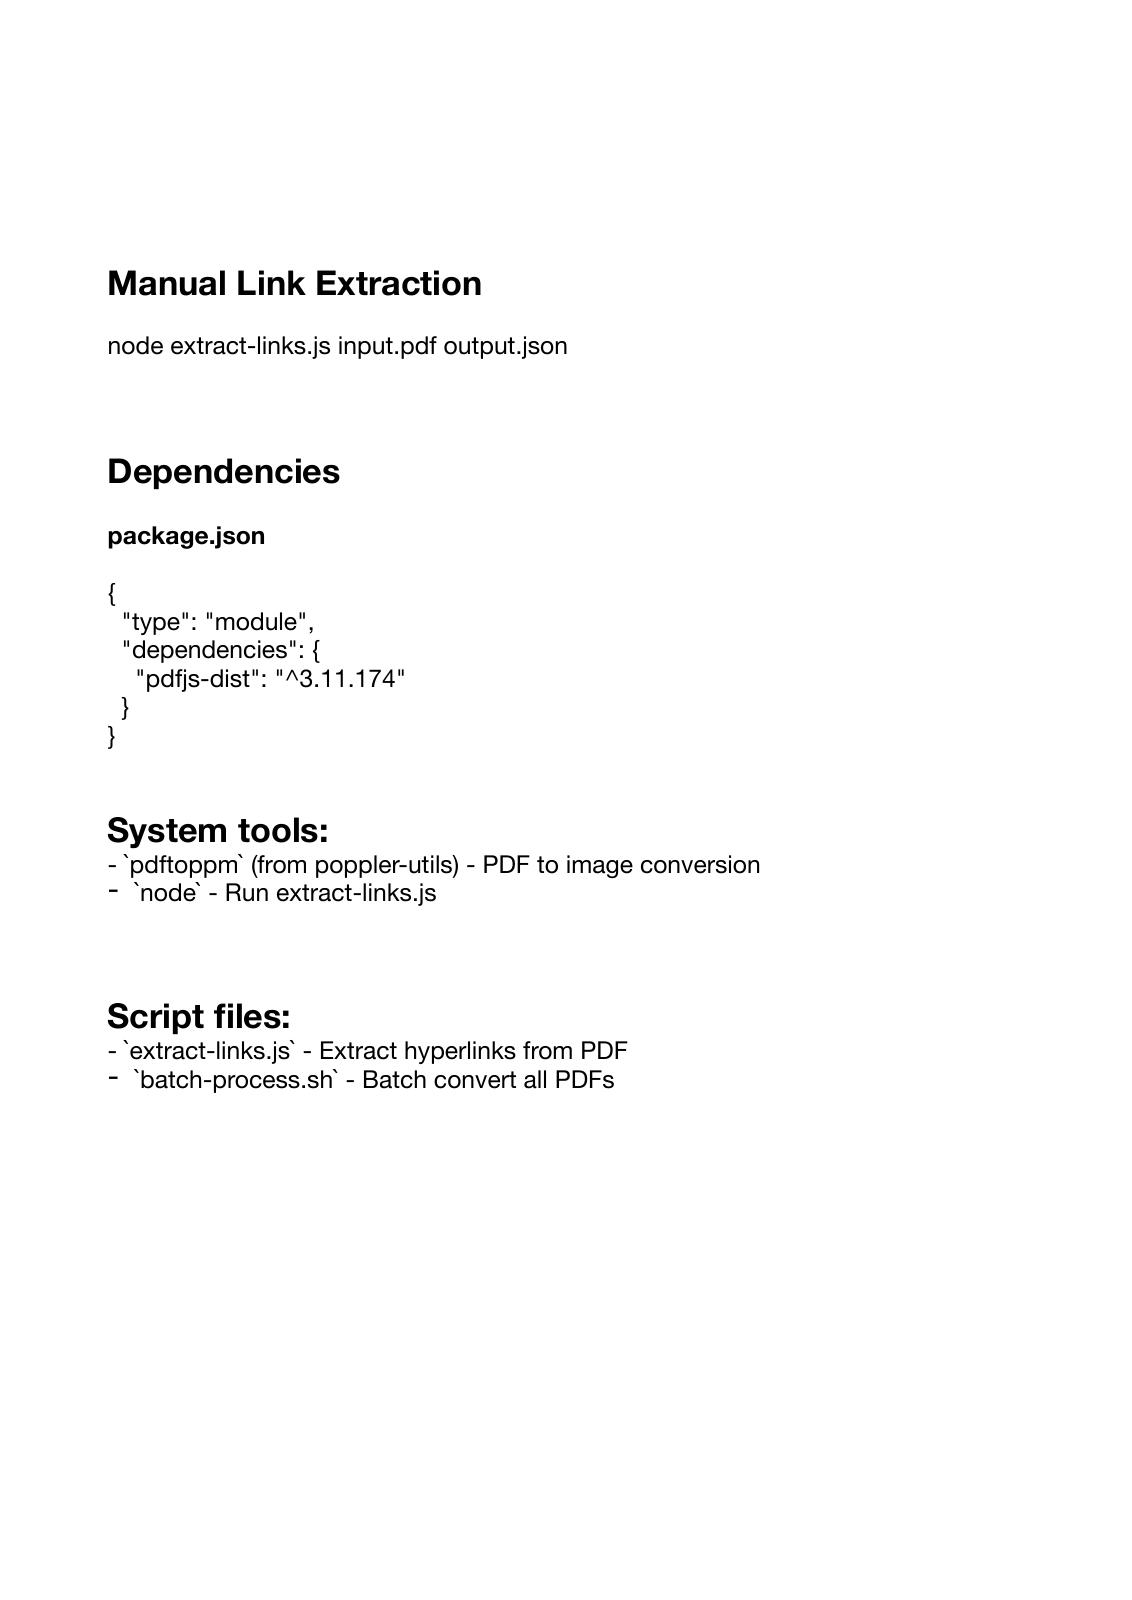 Manual Link Extraction
node extract-links.js input.pdf output.json
Dependencies
package.json
{
  "type": "module",
  "dependencies": {
    "pdfjs-dist": "^3.11.174"
  }
}
System tools:
- `pdftoppm` (from poppler-utils) - PDF to image conversion
- `node` - Run extract-links.js
Script files:
- `extract-links.js` - Extract hyperlinks from PDF
- `batch-process.sh` - Batch convert all PDFs